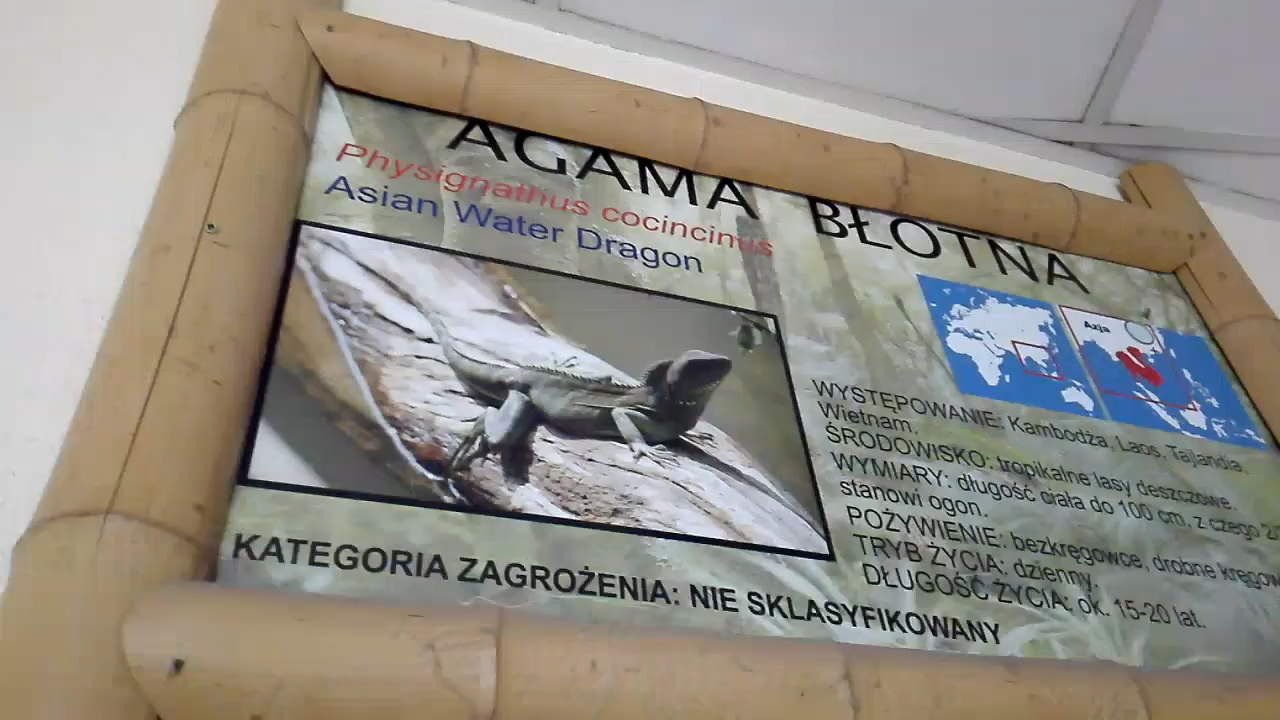 AGAMA BŁOTNA
Physignathus cocincinus
Asian Water Dragon
Azja
WYSTĘPOWANIE: Kambodża, Laos, Tajlandia,
Wietnam.
ŚRODOWISKO: tropikalne lasy deszczowe.
WYMIARY: długość ciała do 100 cm, z czego
stanowi ogon.
POŻYWIENIE: bezkręgowce, drobne
TRYB ŻYCIA: dzienny.
DŁUGOŚĆ ŻYCIA: ok. 15-20 lat.
KATEGORIA ZAGROŻENIA: NIE SKLASYFIKOWANY